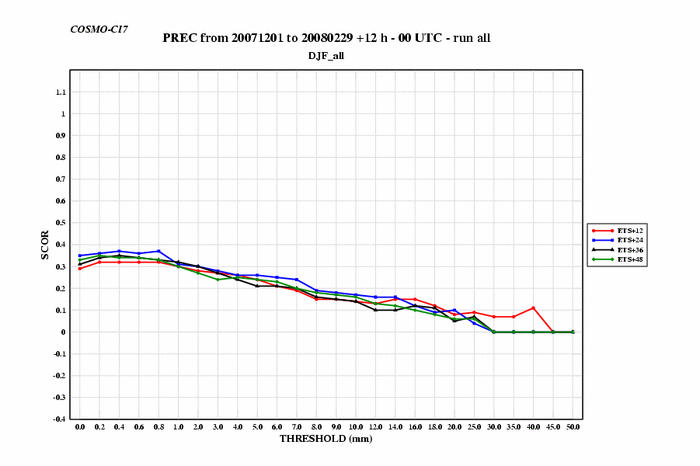 COSMO-C17
PREC from 20071201 to 20080229 +12 h - 00 UTC - run all
DJF_all
1.1
1
0.9
0.8
0.7
0.6
0.5
0.4
0.3
0.2
0.1
0
-0.1
-0.2
-0.3
-0.4
SCOR
ETS+12
ETS+24
ETS+36
ETS+48
0.0 0.2 0.4 0.6 0.8 1.0 2.0 3.0 4.0 5.0 6.0 7.0 8.0 9.0 10.0 12.0 14.0 16.0 18.0 20.0 25.0 30.0 35.0 40.0 45.0 50.0
THRESHOLD (mm)